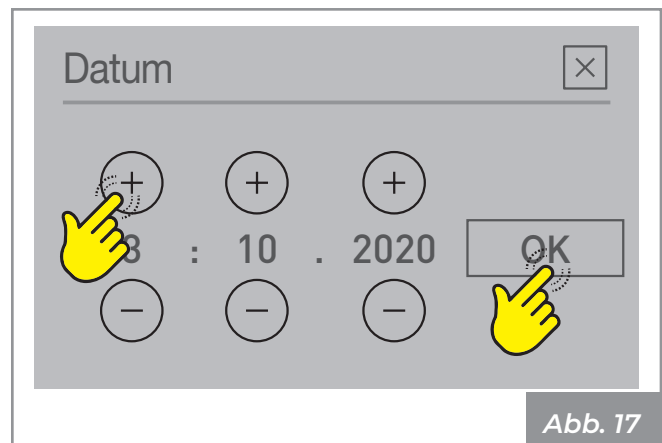 Datum
+ + +
: 10 . 2020 OK
− − −
Abb. 17